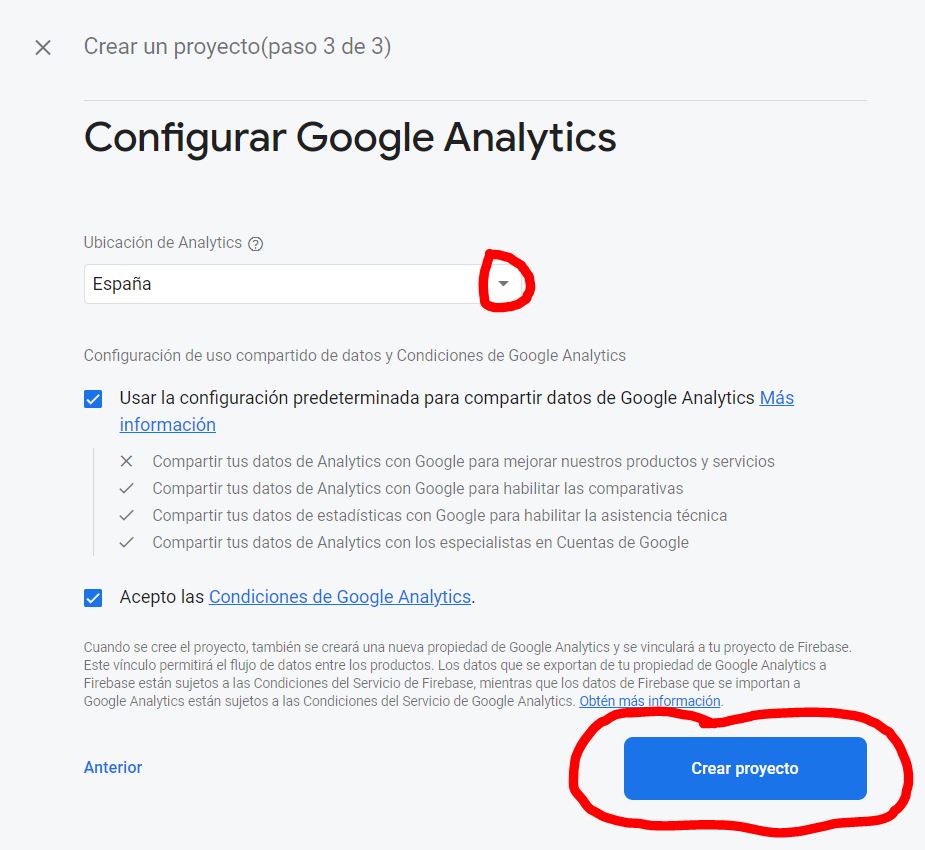 Crear un proyecto(paso 3 de 3)
Configurar Google Analytics
Ubicación de Analytics
España
Configuración de uso compartido de datos y Condiciones de Google Analytics
Usar la configuración predeterminada para compartir datos de Google Analytics Más
información
Compartir tus datos de Analytics con Google para mejorar nuestros productos y servicios
Compartir tus datos de Analytics con Google para habilitar las comparativas
Compartir tus datos de estadísticas con Google para habilitar la asistencia técnica
Compartir tus datos de Analytics con los especialistas en Cuentas de Google
Acepto las Condiciones de Google Analytics.
Cuando se cree el proyecto, también se creará una nueva propiedad de Google Analytics y se vinculará a tu proyecto de Firebase.
Este vínculo permitirá el flujo de datos entre los productos. Los datos que se exportan de tu propiedad de Google Analytics a
Firebase están sujetos a las Condiciones del Servicio de Firebase, mientras que los datos de Firebase que se importan a
Google Analytics están sujetos a las Condiciones del Servicio de Google Analytics. Obtén más información.
Anterior
Crear proyecto